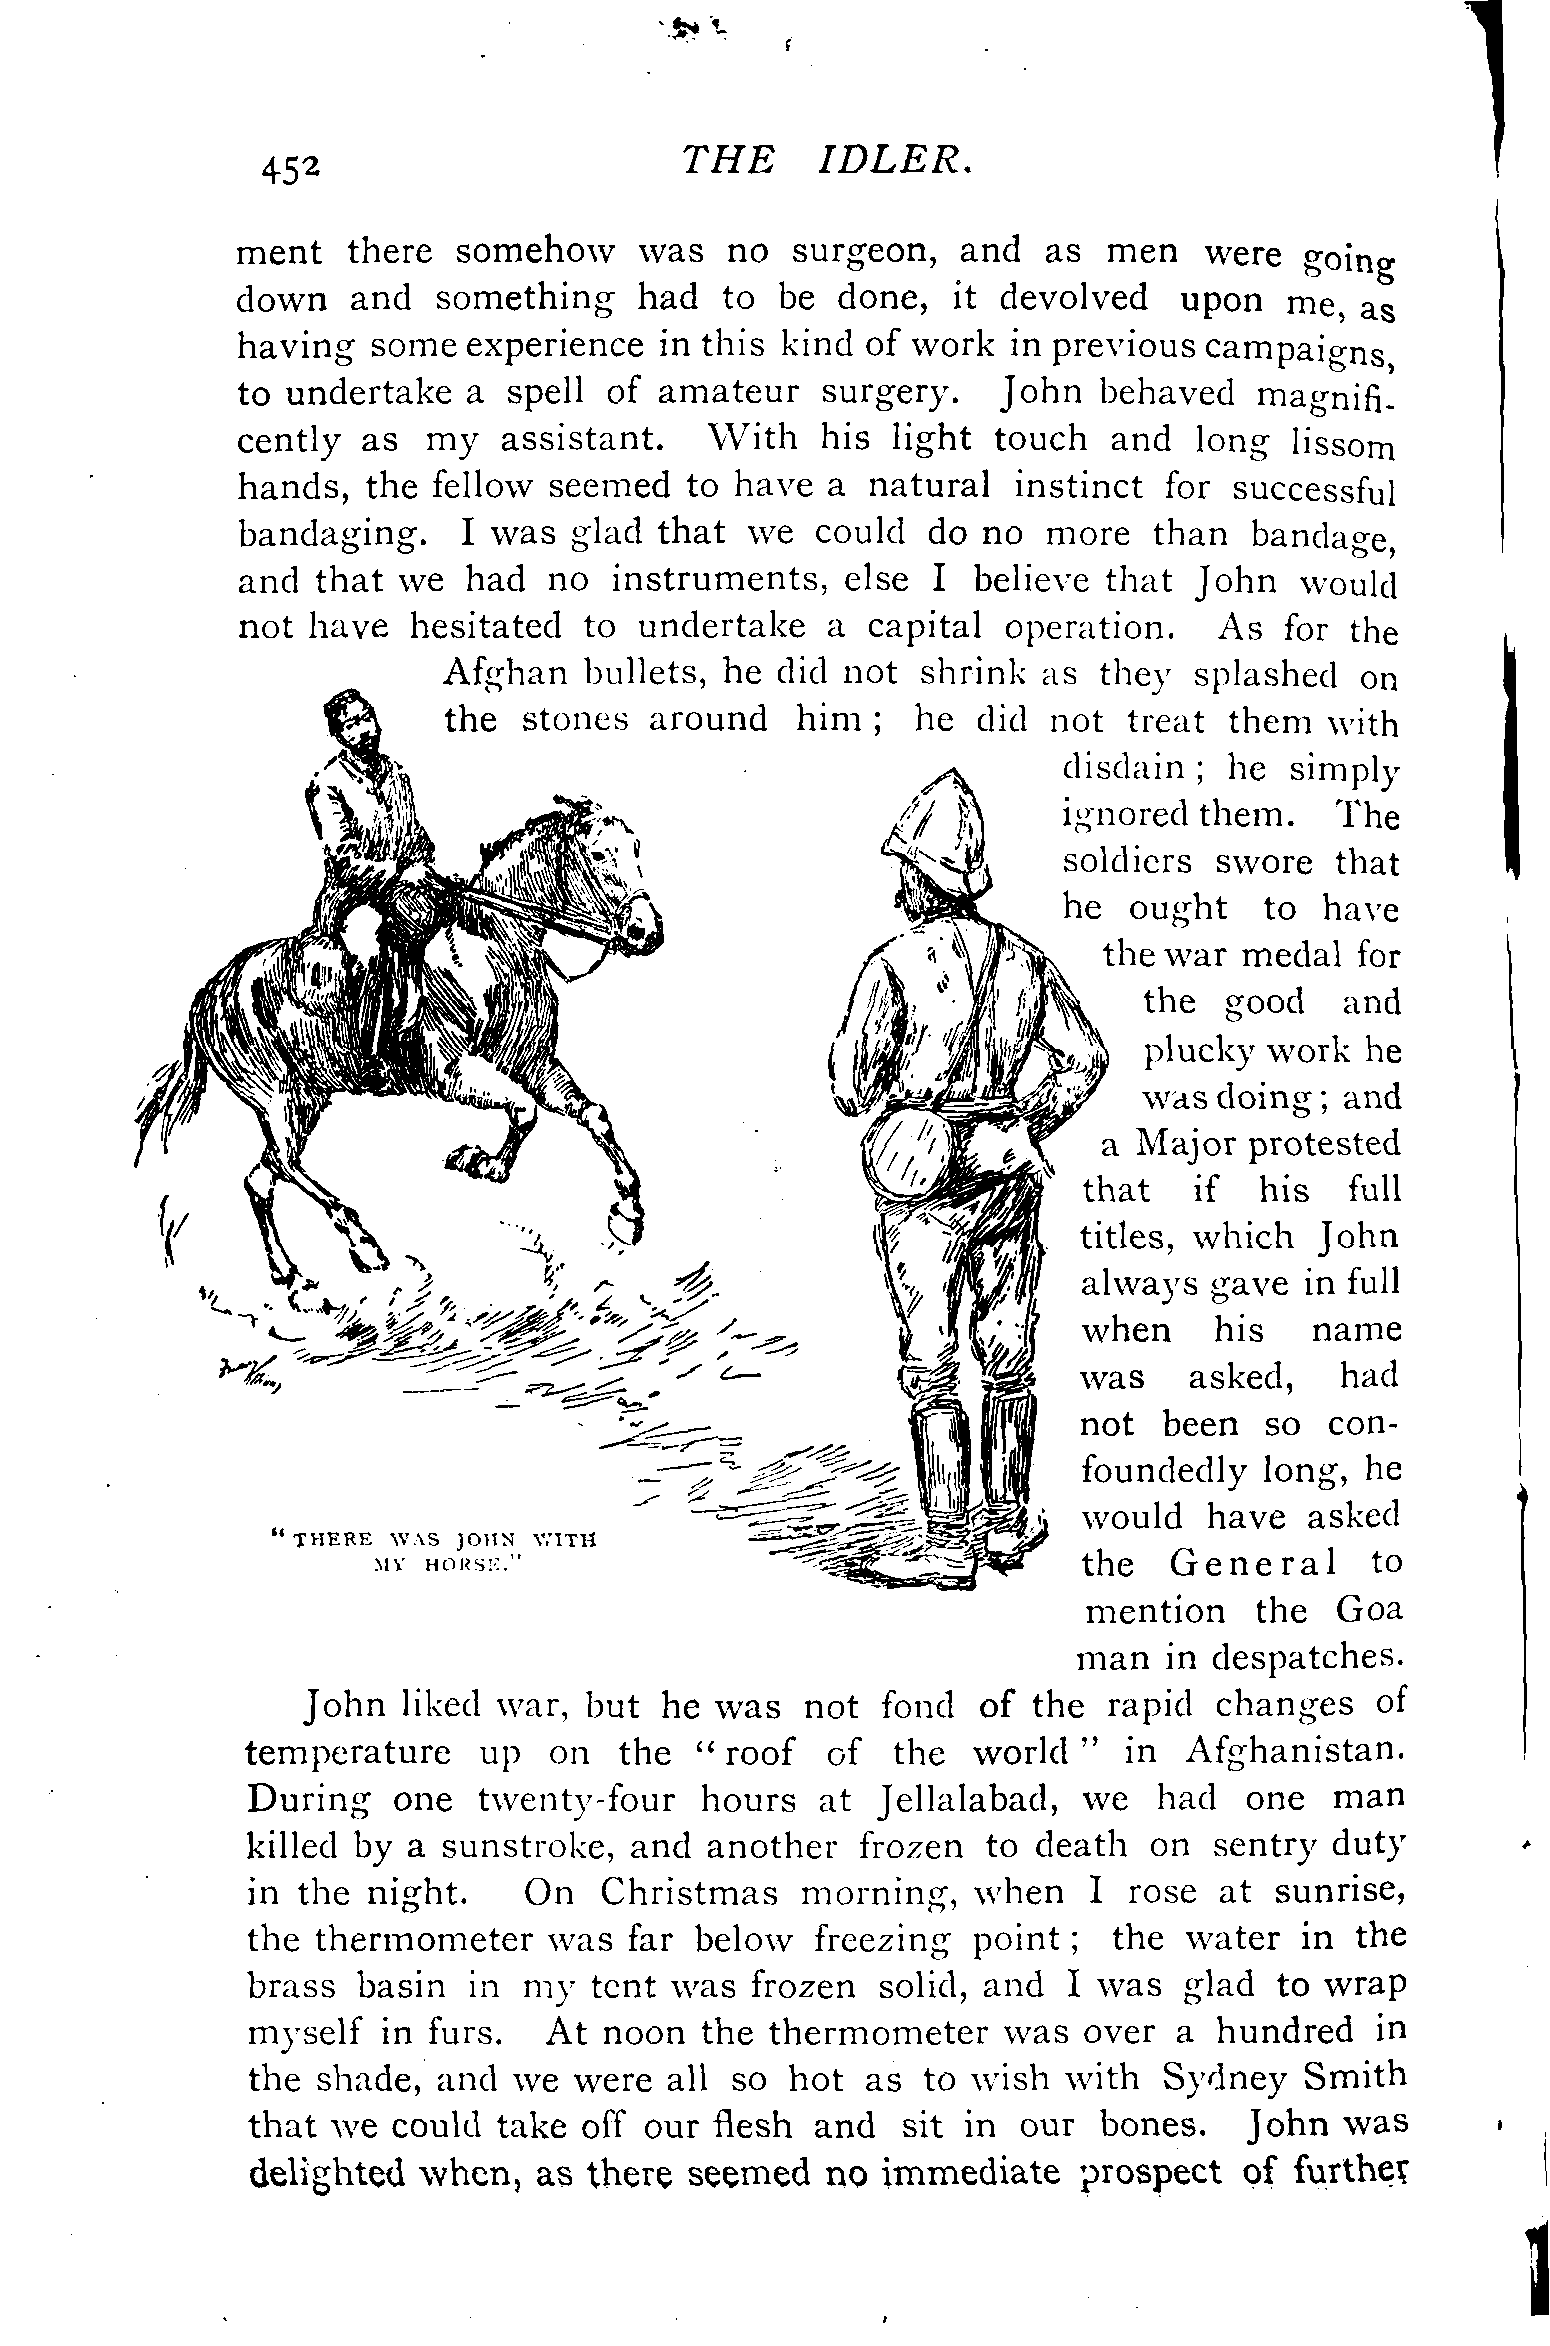 452 THE IDLER.
ment there somehow was no surgeon, and as men were going
down and something had to be done, it devolved upon me, as
having some experience in this kind of work in previous campaigns,
to undertake a spell of amateur surgery. John behaved magnifi-
cently as my assistant. With his light touch and long lissom
hands, the fellow seemed to have a natural instinct for successful
bandaging. I was glad that we could do no more than bandage,
and that we had no instruments, else I believe that John would
not have hesitated to undertake a capital operation. As for the
Afghan bullets, he did not shrink as they splashed on
the stones around him; he did not treat them with
disdain; he simply
ignored them. The
soldiers swore that
he ought to have
the war medal for
the good and
plucky work he
was doing; and
a Major protested
that if his full
titles, which John
always gave in full
when his name
was asked, had
not been so con-
foundedly long, he
would have asked
the General to
mention the Goa
man in despatches.
"THERE WAS JOHN WITH
MY HORSE."
John liked war, but he was not fond of the rapid changes of
temperature up on the "roof of the world" in Afghanistan.
During one twenty-four hours at Jellalabad, we had one man
killed by a sunstroke, and another frozen to death on sentry duty
in the night. On Christmas morning, when I rose at sunrise,
the thermometer was far below freezing point; the water in the
brass basin in my tent was frozen solid, and I was glad to wrap
myself in furs. At noon the thermometer was over a hundred in
the shade, and we were all so hot as to wish with Sydney Smith
that we could take off our flesh and sit in our bones. John was
delighted when, as there seemed no immediate prospect of further